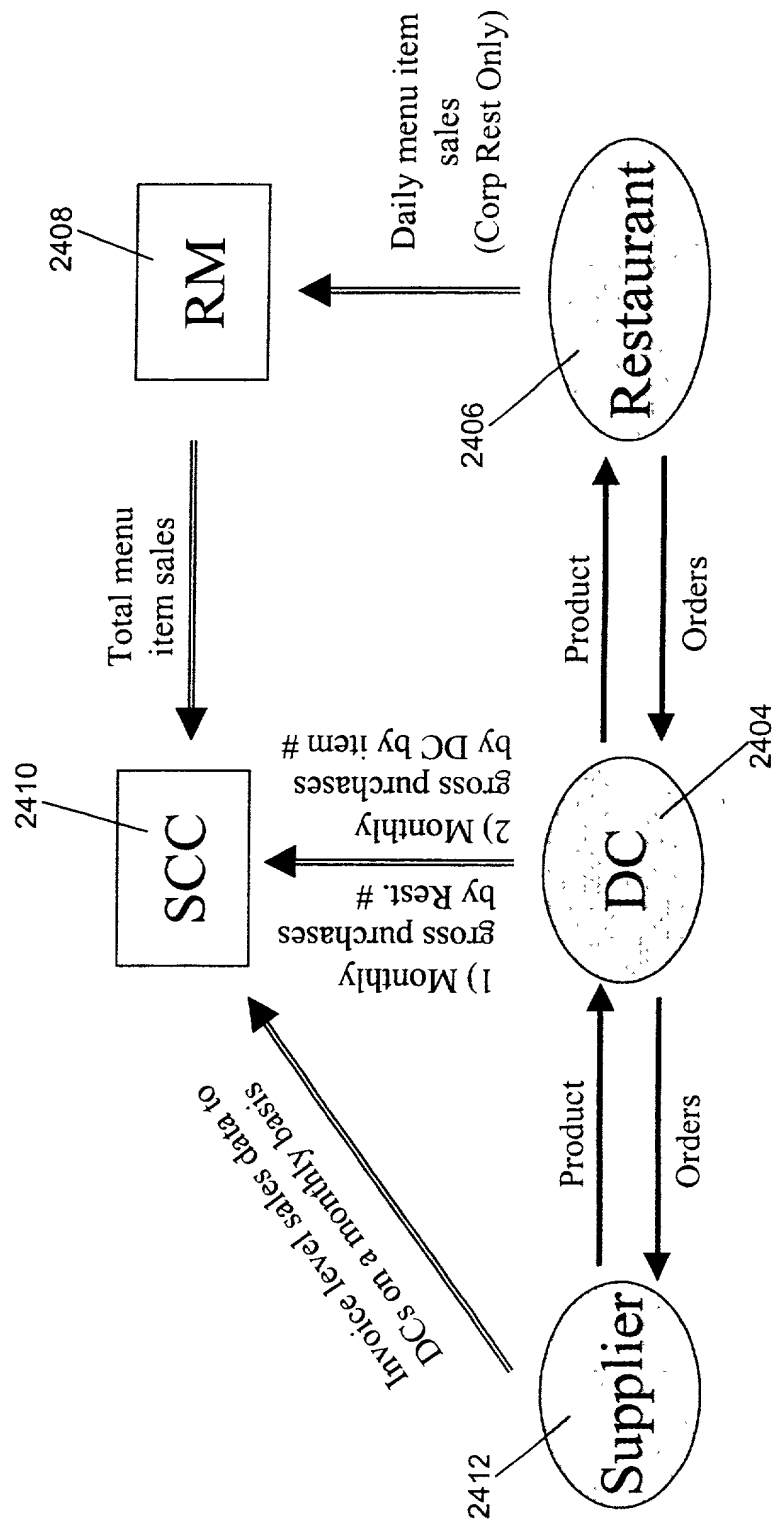 2410
SCC
Total menu
item sales
2408
RM
Invoice level sales data to
DCs on a monthly basis
1) Monthly
gross purchases
by Rest. #
2) Monthly
gross purchases
by DC by item #
Daily menu item
sales
(Corp Rest Only)
2412
Supplier
Product
Orders
DC
2404
Product
Orders
2406
Restaurant